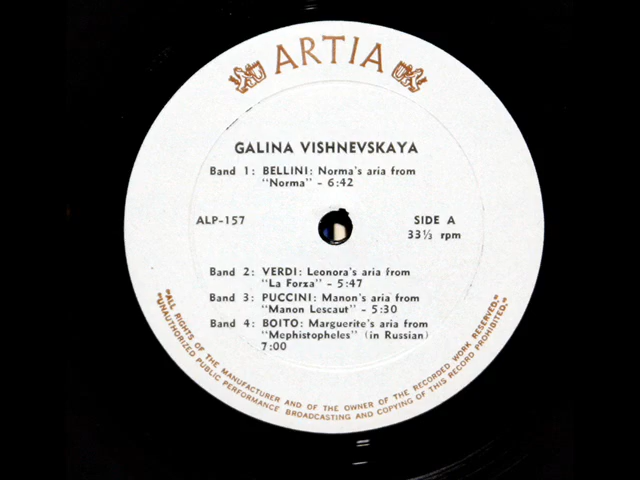 ARTIA
GALINA VISHNEVSKAYA
Band 1: BELLINI: Norma's aria from
"Norma" - 6:42
ALP-157
SIDE A
33⅓ rpm
Band 2: VERDI: Leonora's aria from
"La Forza" - 5:47
Band 3: PUCCINI: Manon's aria from
"Manon Lescaut" - 5:30
Band 4: BOITO: Marguerite's aria from
"Mephistopheles" (in Russian)
7:00
"ALL RIGHTS OF THE MANUFACTURER AND OF THE OWNER OF THE RECORDED WORK RESERVED."
"UNAUTHORIZED PUBLIC PERFORMANCE BROADCASTING AND COPYING OF THIS RECORD PROHIBITED."